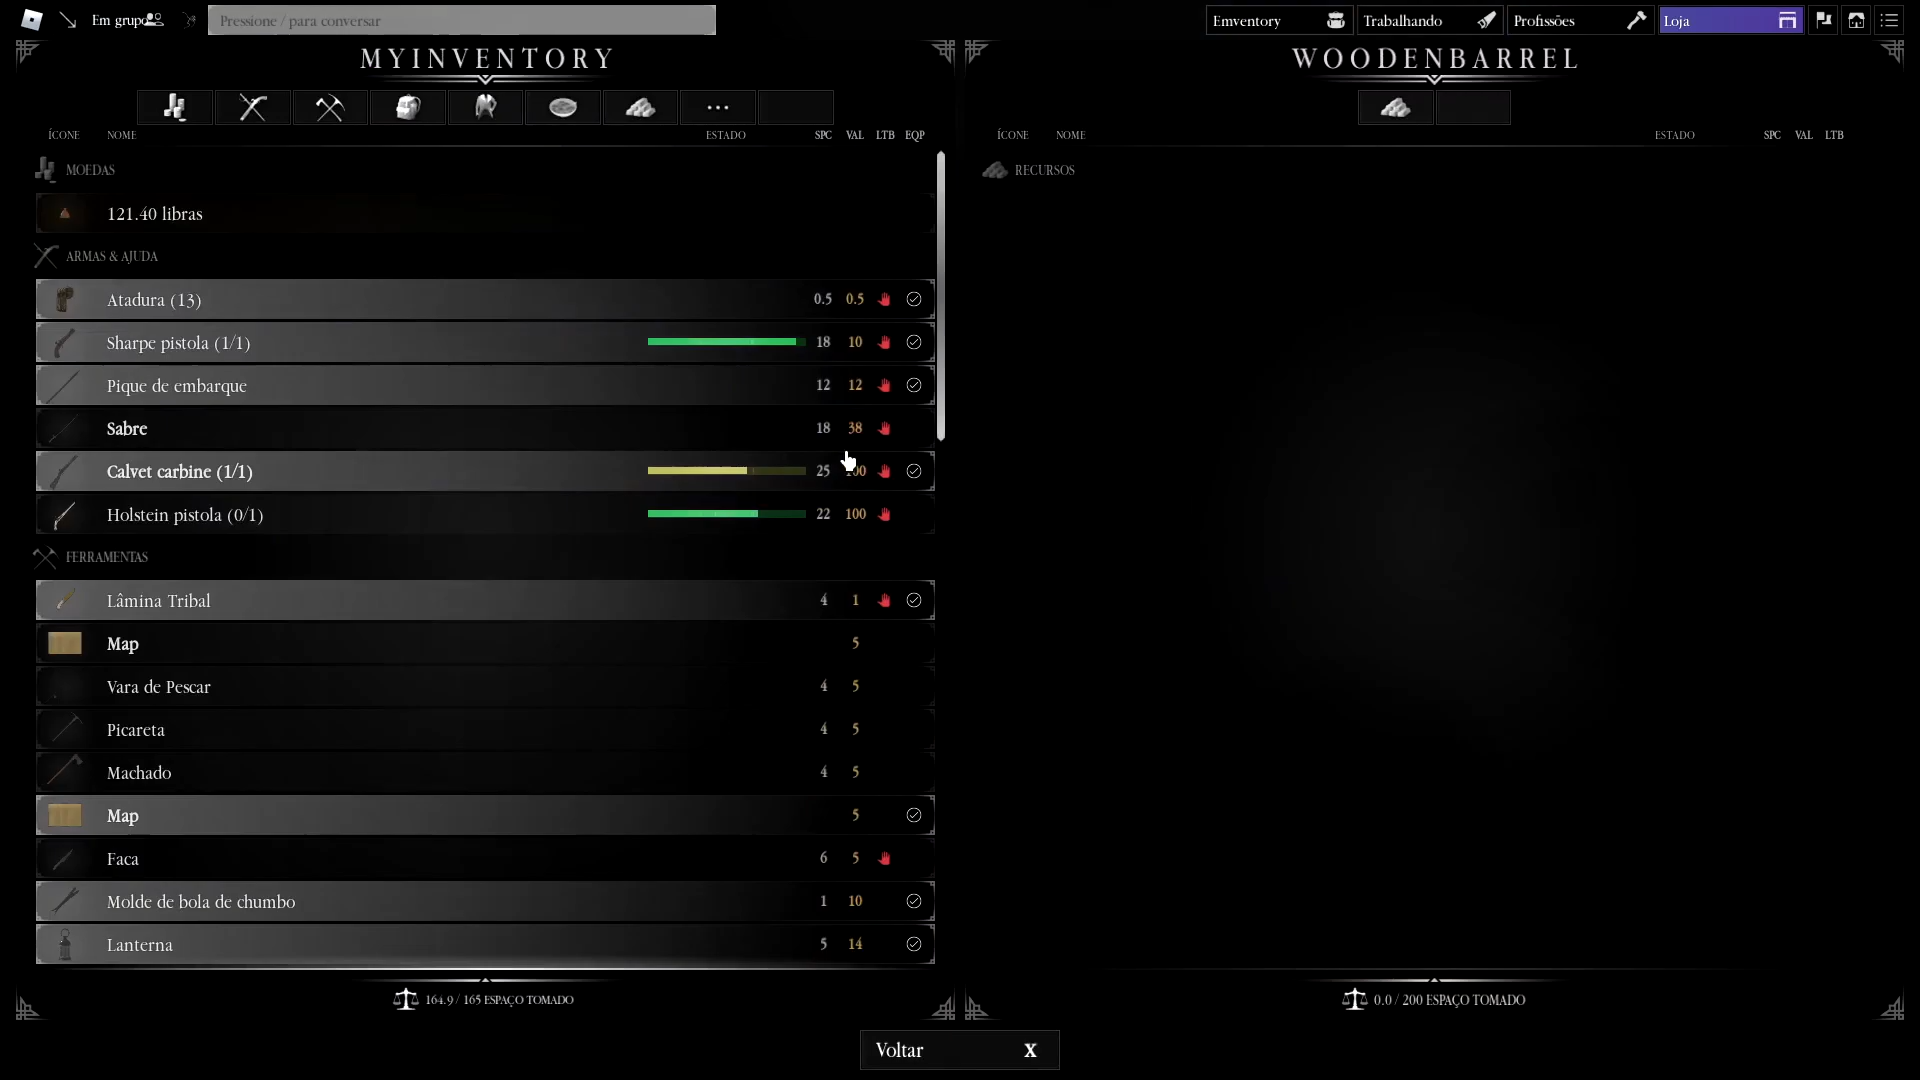 Em grupo
Pressione / para conversar
Emventory
Trabalhando
Profissões
Loja
MYINVENTORY
...
ÍCONE NOME ESTADO SPC VAL LTB EQP
MOEDAS
121.40 libras
ARMAS & AJUDA
Atadura (13) 0.5 0.5
Sharpe pistola (1/1) 18 10
Pique de embarque 12 12
Sabre 18 38
Calvet carbine (1/1) 25
Holstein pistola (0/1) 22 100
FERRAMENTAS
Lâmina Tribal 4 1
Map 5
Vara de Pescar 4 5
Picareta 4 5
Machado 4 5
Map 5
Faca 6 5
Molde de bola de chumbo 1 10
Lanterna 5 14
164.9 / 165 ESPAÇO TOMADO
WOODENBARREL
ÍCONE NOME ESTADO SPC VAL LTB
RECURSOS
0.0 / 200 ESPAÇO TOMADO
Voltar X